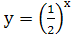 y = (1/2)^x